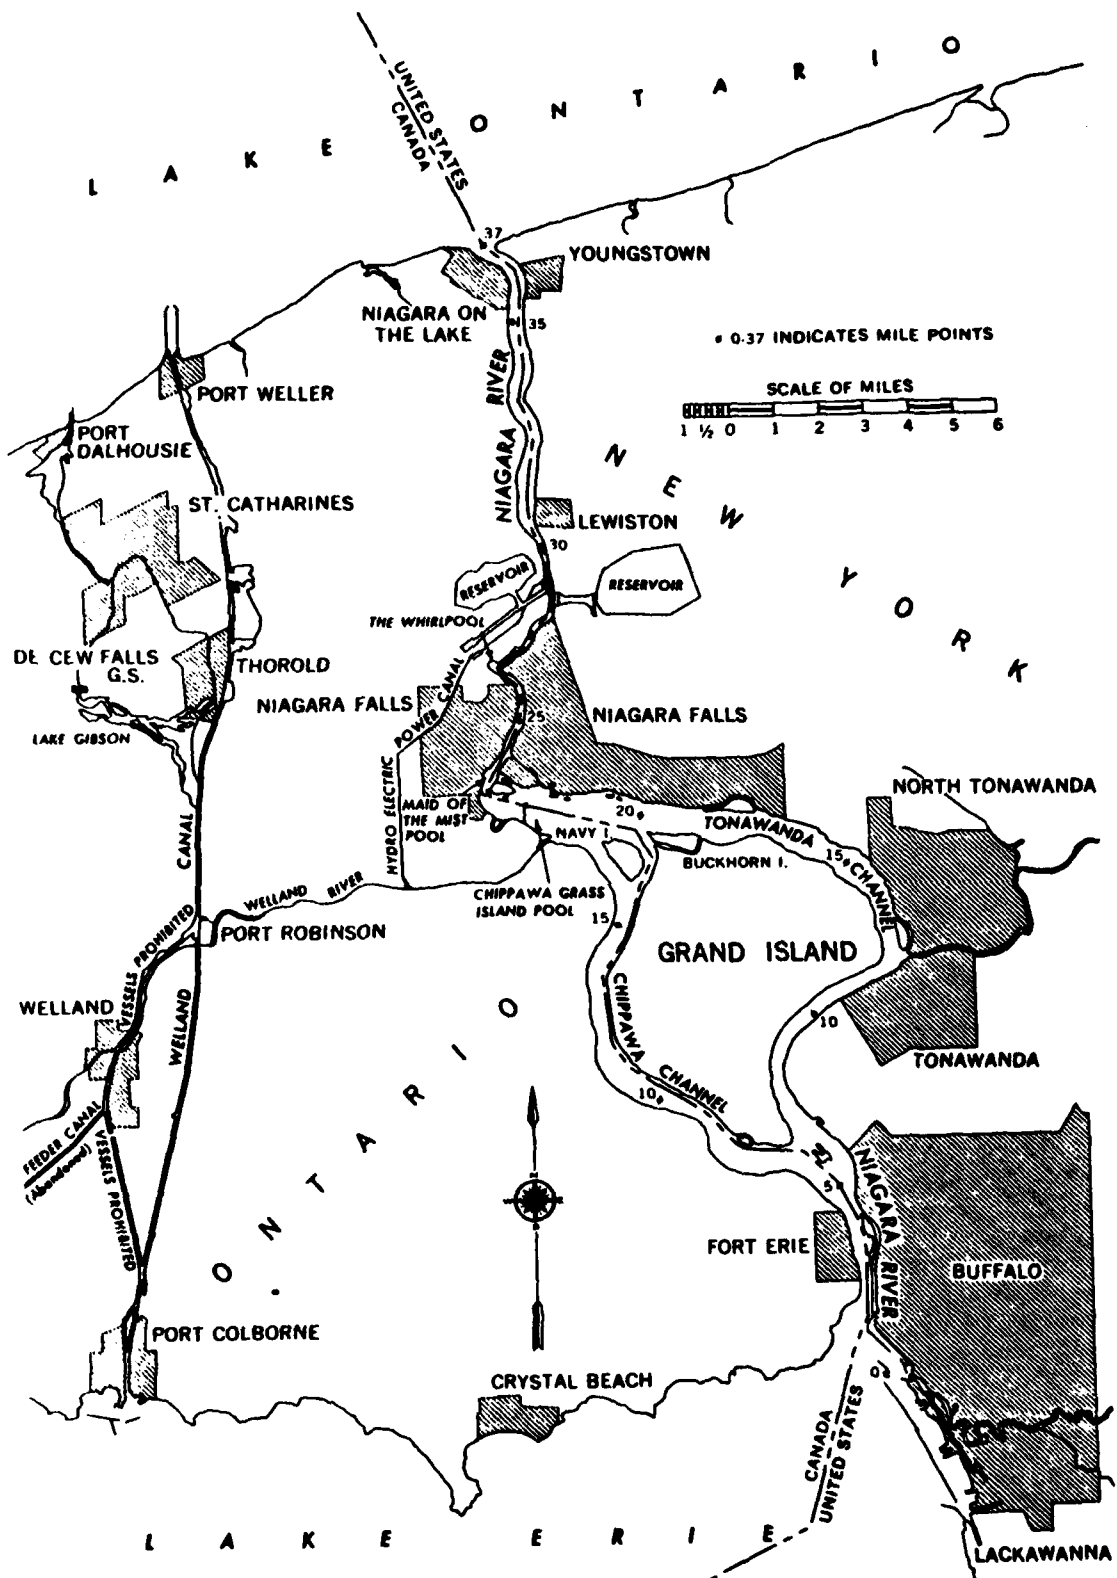 LAKE ONTARIO
UNITED STATES
CANADA
37
YOUNGSTOWN
NIAGARA ON
THE LAKE
35
0.37 INDICATES MILE POINTS
PORT WELLER
SCALE OF MILES
1 ½ 0 1 2 3 4 5 6
NIAGARA RIVER
PORT
DALHOUSIE
NEW YORK
ST. CATHARINES
LEWISTON
30
RESERVOIR
RESERVOIR
THE WHIRLPOOL
DE CEW FALLS
G.S.
THOROLD
NIAGARA FALLS
25
NIAGARA FALLS
LAKE GIBSON
HYDRO ELECTRIC POWER CANAL
NORTH TONAWANDA
MAID OF
THE MIST
POOL
20
TONAWANDA CHANNEL
15
NAVY I.
BUCKHORN I.
WELLAND CANAL
WELLAND RIVER
CHIPPAWA GRASS
ISLAND POOL
15
PORT ROBINSON
GRAND ISLAND
VESSELS PROHIBITED
WELLAND
10
CHIPPAWA CHANNEL
TONAWANDA
10
ONTARIO
FEEDER CANAL
(Abandoned)
VESSELS PROHIBITED
N
5
NIAGARA RIVER
FORT ERIE
BUFFALO
PORT COLBORNE
CRYSTAL BEACH
0
CANADA
UNITED STATES
LAKE ERIE
LACKAWANNA